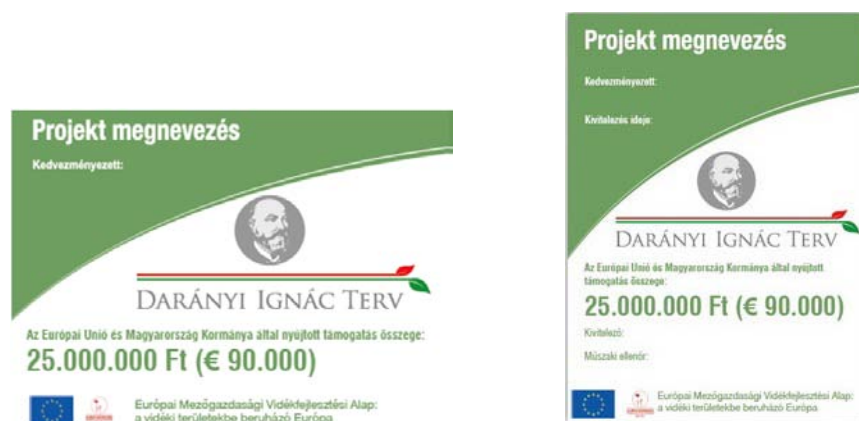 Projekt megnevezés
Kedvezményezett:
DARÁNYI IGNÁC TERV
Az Európai Unió és Magyarország Kormánya által nyújtott támogatás összege:
25.000.000 Ft (€ 90.000)
Európai Mezőgazdasági Vidékfejlesztési Alap:
a vidéki területekbe beruházó Európa
Projekt megnevezés
Kedvezményezett:
Kivitelezés ideje:
DARÁNYI IGNÁC TERV
Az Európai Unió és Magyarország Kormánya által nyújtott
támogatás összege:
25.000.000 Ft (€ 90.000)
Kivitelező:
Műszaki ellenőr:
Európai Mezőgazdasági Vidékfejlesztési Alap:
a vidéki területekbe beruházó Európa